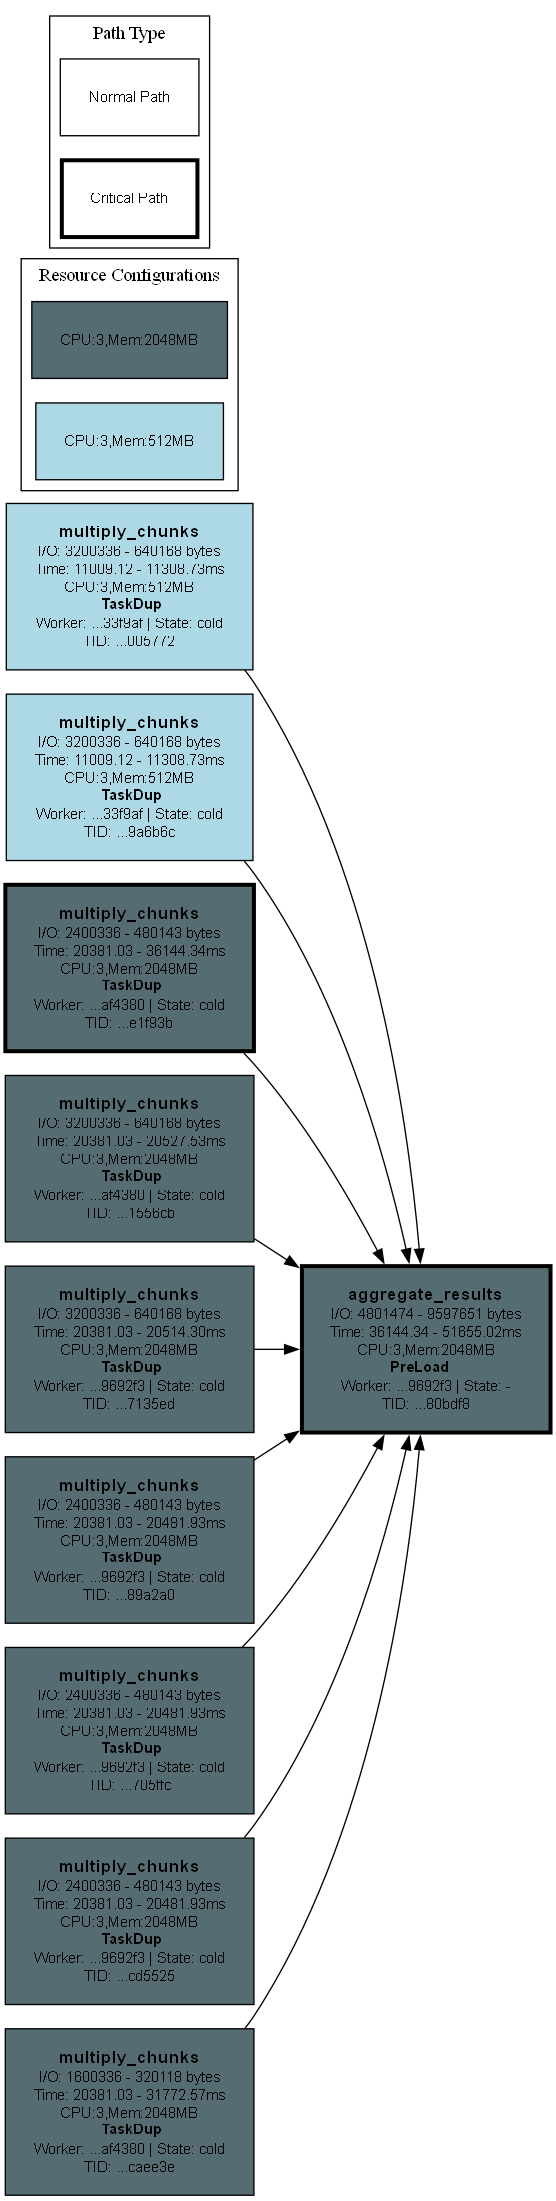 Path Type
Normal Path
Critical Path
Resource Configurations
CPU:3,Mem:2048MB
CPU:3,Mem:512MB
multiply_chunks
I/O: 3200336 - 640168 bytes
Time: 11009.12 - 11308.73ms
CPU:3,Mem:512MB
TaskDup
Worker: ...33f9af | State: cold
TID: ...005772
multiply_chunks
I/O: 3200336 - 640168 bytes
Time: 11009.12 - 11308.73ms
CPU:3,Mem:512MB
TaskDup
Worker: ...33f9af | State: cold
TID: ...9a6b6c
multiply_chunks
I/O: 2400336 - 480143 bytes
Time: 20381.03 - 36144.34ms
CPU:3,Mem:2048MB
TaskDup
Worker: ...af4380 | State: cold
TID: ...e1f93b
multiply_chunks
I/O: 3200336 - 640168 bytes
Time: 20381.03 - 20527.53ms
CPU:3,Mem:2048MB
TaskDup
Worker: ...af4380 | State: cold
TID: ...1556cb
multiply_chunks
I/O: 3200336 - 640168 bytes
Time: 20381.03 - 20514.30ms
CPU:3,Mem:2048MB
TaskDup
Worker: ...9692f3 | State: cold
TID: ...7135ed
aggregate_results
I/O: 4801474 - 9597651 bytes
Time: 36144.34 - 51655.02ms
CPU:3,Mem:2048MB
PreLoad
Worker: ...9692f3 | State: -
TID: ...80bdf8
multiply_chunks
I/O: 2400336 - 480143 bytes
Time: 20381.03 - 20481.93ms
CPU:3,Mem:2048MB
TaskDup
Worker: ...9692f3 | State: cold
TID: ...89a2a0
multiply_chunks
I/O: 2400336 - 480143 bytes
Time: 20381.03 - 20481.93ms
CPU:3,Mem:2048MB
TaskDup
Worker: ...9692f3 | State: cold
TID: ...705ffc
multiply_chunks
I/O: 2400336 - 480143 bytes
Time: 20381.03 - 20481.93ms
CPU:3,Mem:2048MB
TaskDup
Worker: ...9692f3 | State: cold
TID: ...cd5525
multiply_chunks
I/O: 1600336 - 320118 bytes
Time: 20381.03 - 31772.57ms
CPU:3,Mem:2048MB
TaskDup
Worker: ...af4380 | State: cold
TID: ...caee3e